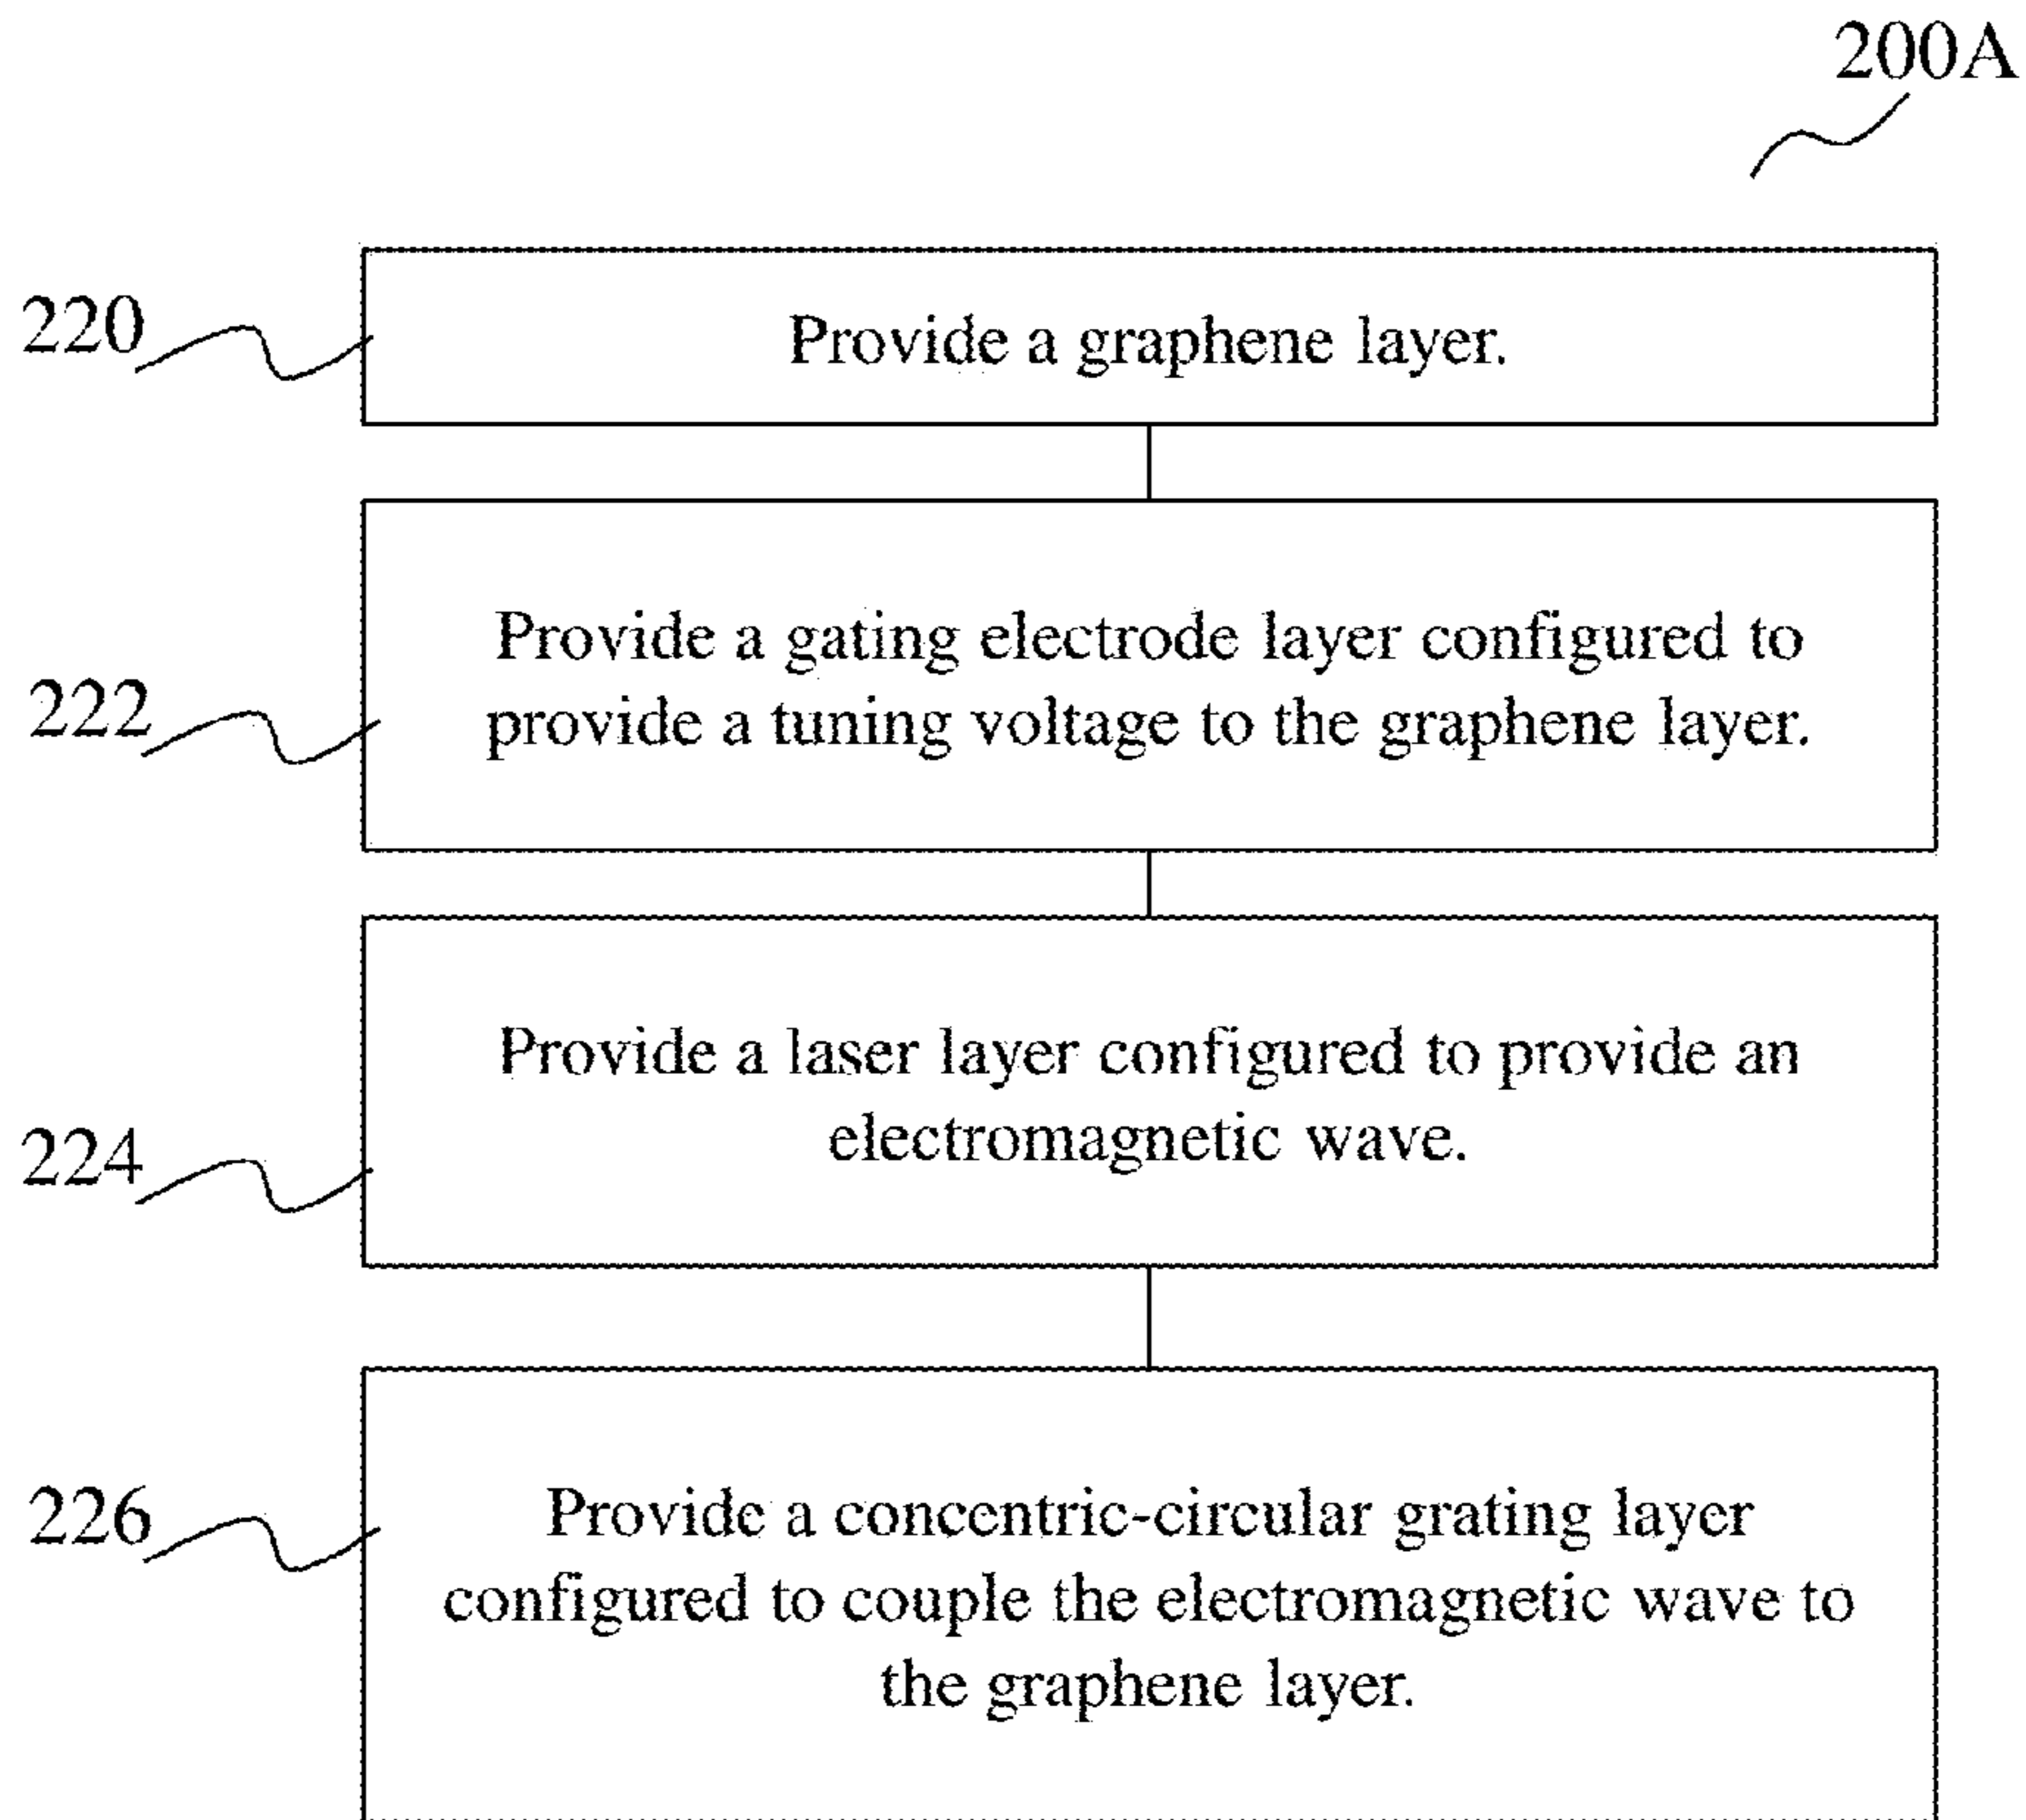 200A
220
Provide a graphene layer.
222
Provide a gating electrode layer configured to
provide a tuning voltage to the graphene layer.
224
Provide a laser layer configured to provide an
electromagnetic wave.
226
Provide a concentric-circular grating layer
configured to couple the electromagnetic wave to
the graphene layer.